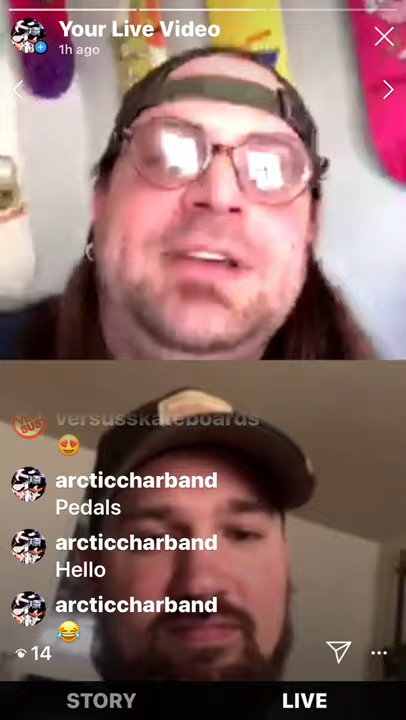 Your Live Video
1h ago
versusskateboards
😍
arcticcharband
Pedals
arcticcharband
Hello
arcticcharband
😂
14
STORY
LIVE